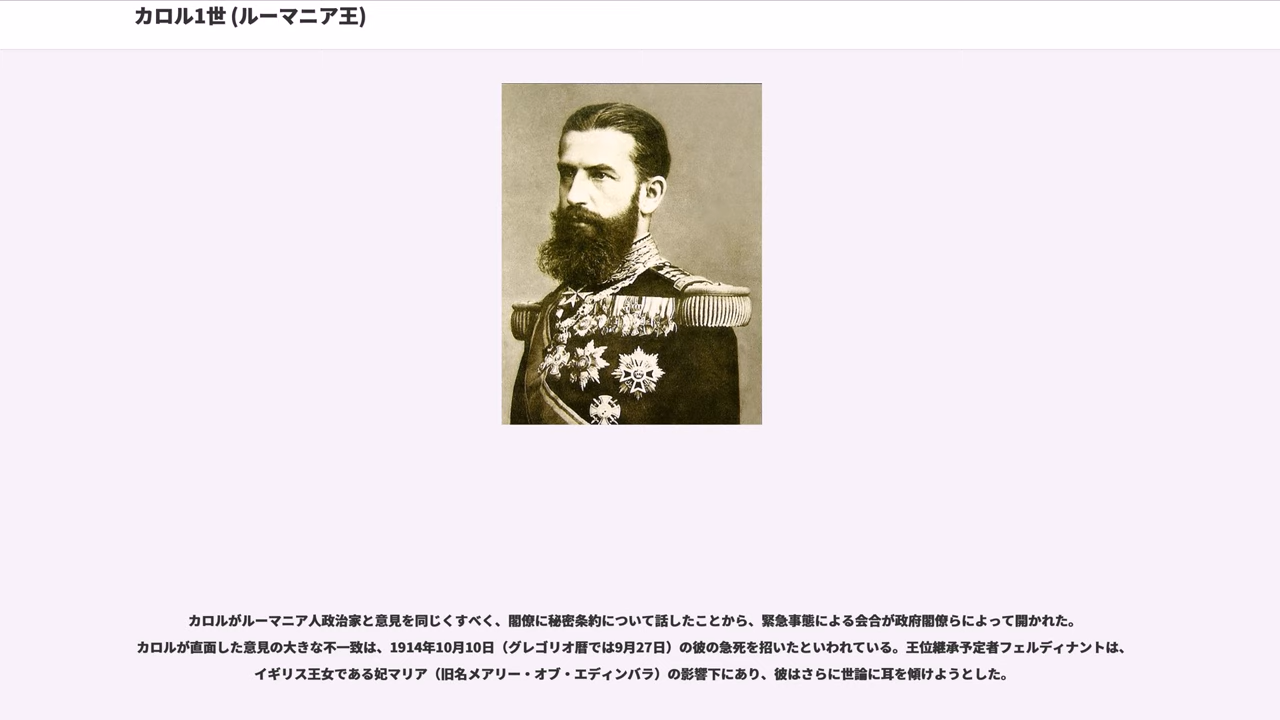 カロル1世 (ルーマニア王)
カロルがルーマニア人政治家と意見を同じくすべく、閣僚に秘密条約について話したことから、緊急事態による会合が政府閣僚らによって開かれた。
カロルが直面した意見の大きな不一致は、1914年10月10日（グレゴリオ暦では9月27日）の彼の急死を招いたといわれている。王位継承予定者フェルディナントは、
イギリス王女である妃マリア（旧名メアリー・オブ・エディンバラ）の影響下にあり、彼はさらに世論に耳を傾けようとした。